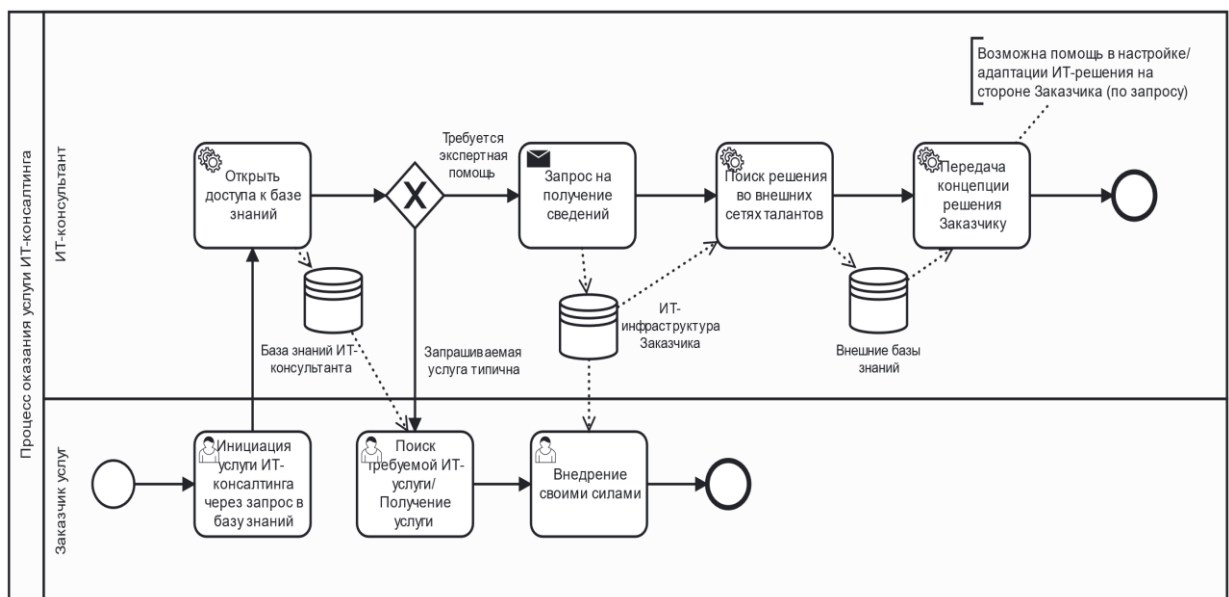 Процесс оказания услуги ИТ-консалтинга
ИТ-консультант
Возможна помощь в настройке/
адаптации ИТ-решения на
стороне Заказчика (по запросу)
Открыть
доступа к базе
знаний
Требуется
экспертная
помощь
Запрос на
получение
сведений
Поиск решения
во внешних
сетях талантов
Передача
концепции
решения
Заказчику
База знаний ИТ-
консультанта
Запрашиваемая
услуга типична
ИТ-
инфраструктура
Заказчика
Внешние базы
знаний
Заказчик услуг
Инициация
услуги ИТ-
консалтинга
через запрос в
базу знаний
Поиск
требуемой ИТ-
услуги/
Получение
услуги
Внедрение
своими силами